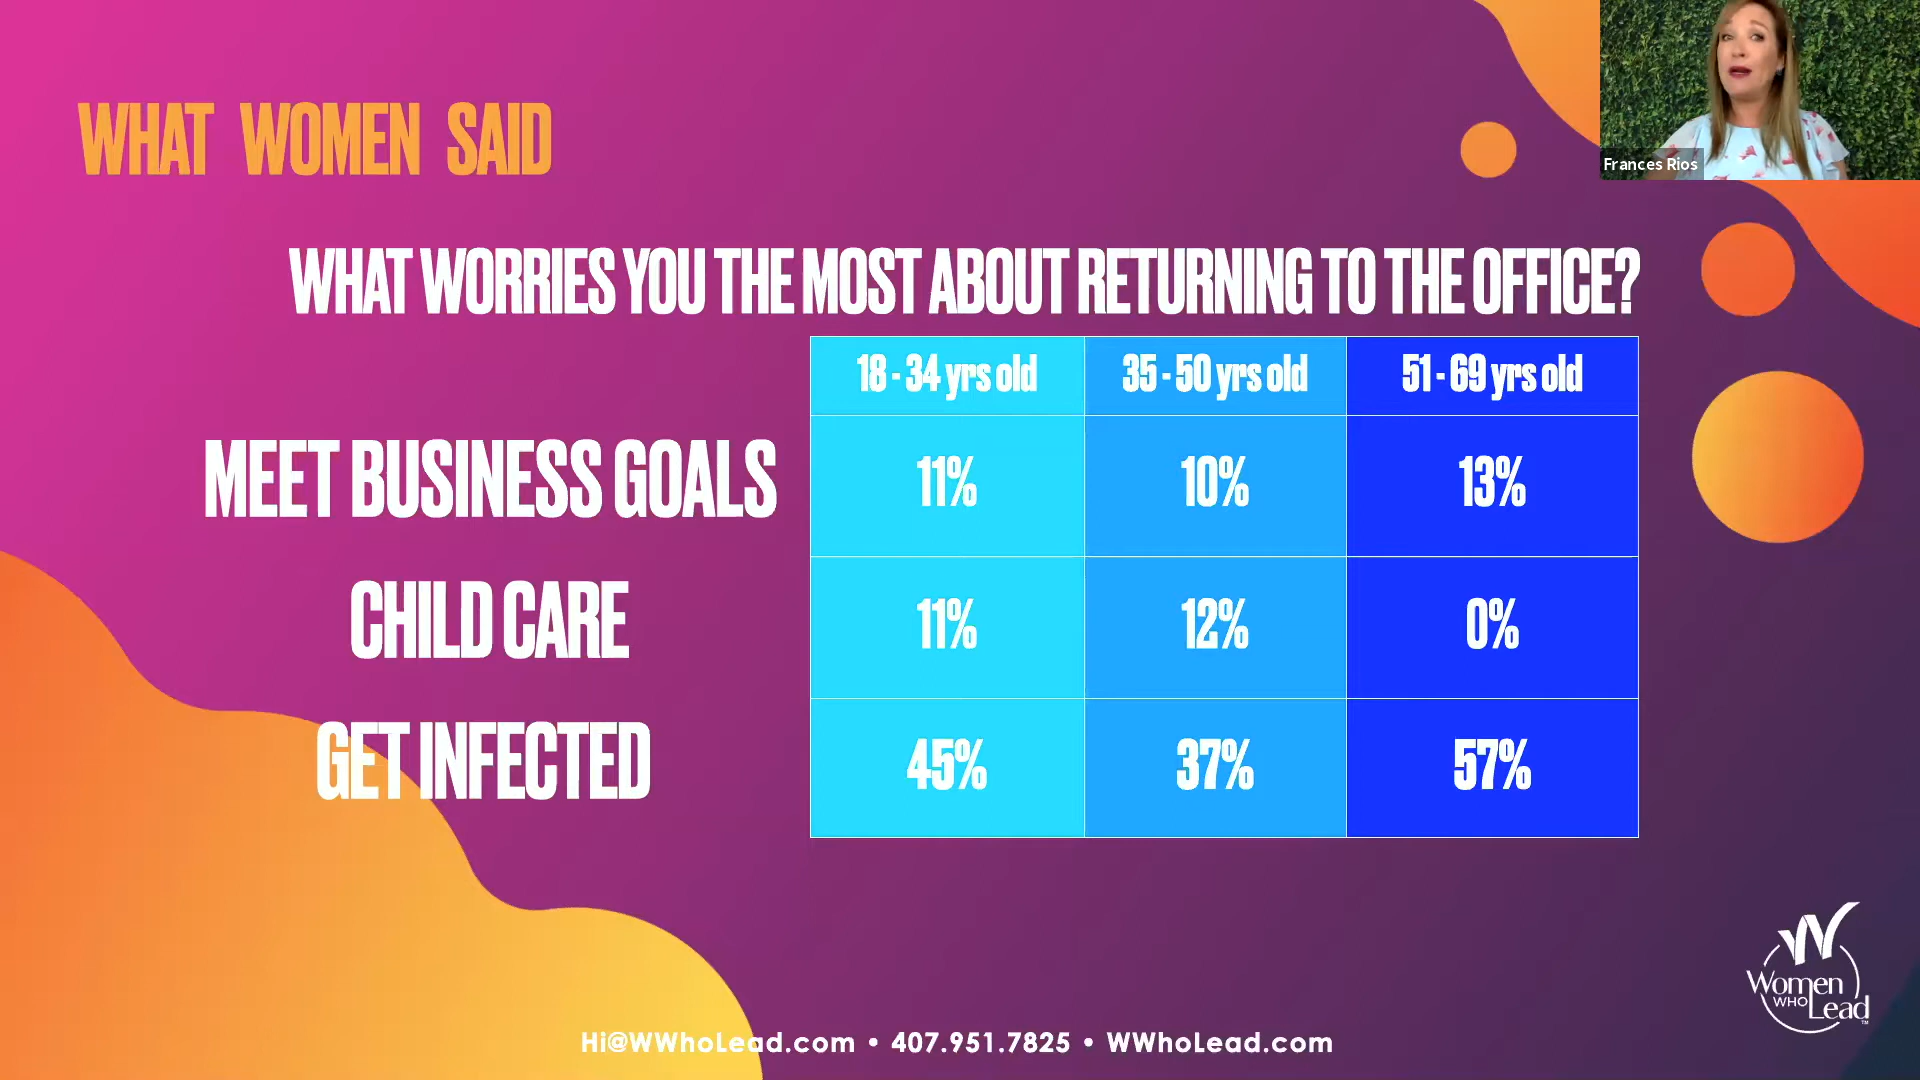 WHAT WOMEN SAID
Frances Rios
WHAT WORRIES YOU THE MOST ABOUT RETURNING TO THE OFFICE?
18 - 34 yrs old 35 - 50 yrs old 51 - 69 yrs old
MEET BUSINESS GOALS 11% 10% 13%
CHILD CARE 11% 12% 0%
GET INFECTED 45% 37% 57%
W
Women
WHO Lead™
Hi@WWhoLead.com • 407.951.7825 • WWhoLead.com